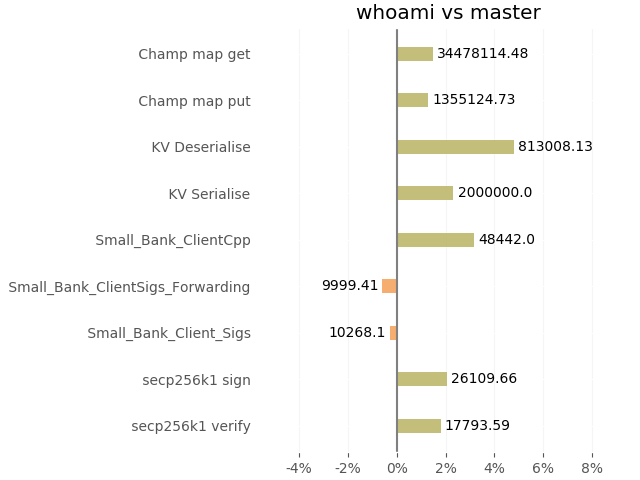 whoami vs master
Champ map get 34478114.48
Champ map put 1355124.73
KV Deserialise 813008.13
KV Serialise 2000000.0
Small_Bank_ClientCpp 48442.0
Small_Bank_ClientSigs_Forwarding 9999.41
Small_Bank_Client_Sigs 10268.1
secp256k1 sign 26109.66
secp256k1 verify 17793.59
-4% -2% 0% 2% 4% 6% 8%